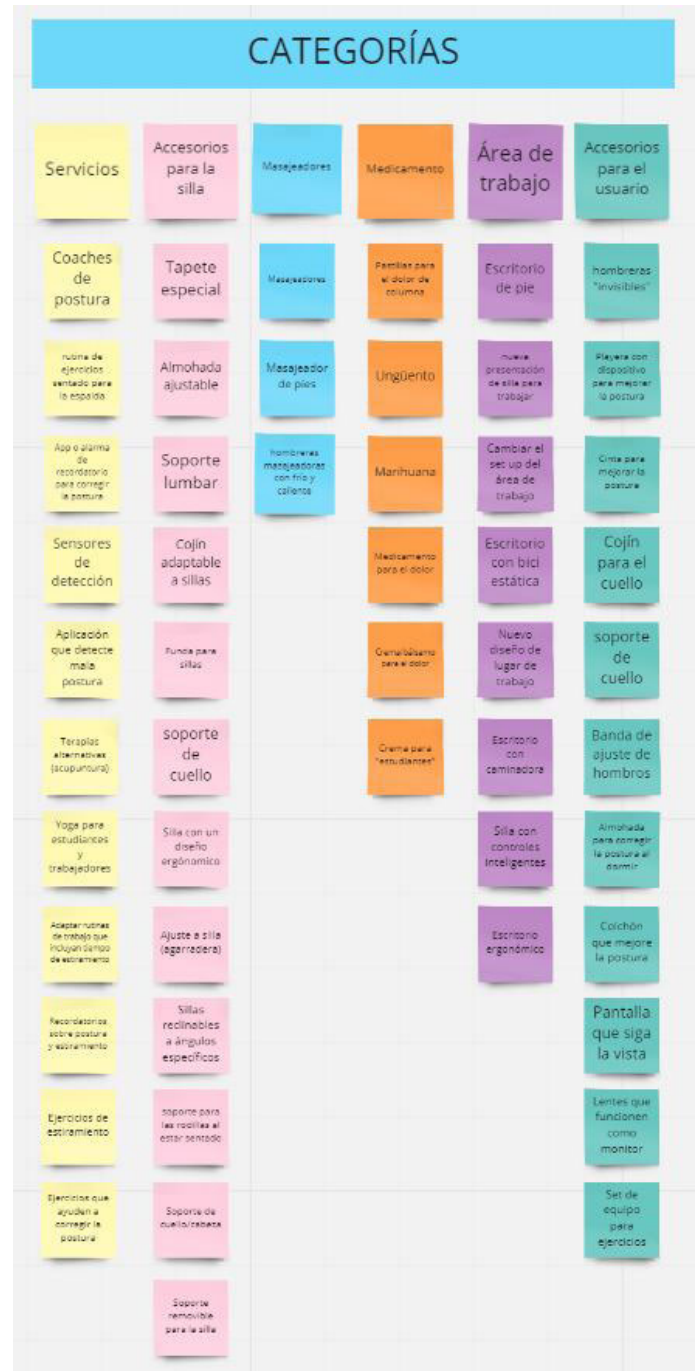 CATEGORÍAS
Servicios
Coaches
de
postura
rutina de
ejercicios
sentado para
la espalda
App o alarma
de
recordatorio
para corregir
la postura
Sensores
de
detección
Aplicación
que detecte
mala
postura
Terapias
alternativas
(acupuntura)
Yoga para
estudiantes
y
trabajadores
Adaptar rutinas
de trabajo que
incluyan tiempo
de estiramiento
Recordatorios
sobre postura
y estiramiento
Ejercicios de
estiramiento
Ejercicios que
ayuden a
corregir la
postura
Accesorios
para la
silla
Tapete
especial
Almohada
ajustable
Soporte
lumbar
Cojín
adaptable
a sillas
Funda para
sillas
soporte
de
cuello
Silla con un
diseño
ergónomico
Ajuste a silla
(agarradera)
Sillas
reclinables
a ángulos
específicos
soporte para
las rodillas al
estar sentado
Soporte de
cuello/cabeza
Soporte
removible
para la silla
Masajeadores
Masajeadores
Masajeador
de pies
hombreras
masajeadoras
con frio y
caliente
Medicamento
Pastillas para
el dolor de
columna
Ungüento
Marihuana
Medicamento
para el dolor
Crema/bálsamo
para el dolor
Crema para
"estudiantes"
Área de
trabajo
Escritorio
de pie
nueva
presentación
de silla para
trabajar
Cambiar el
set up del
área de
trabajo
Escritorio
con bici
estática
Nuevo
diseño de
lugar de
trabajo
Escritorio
con
caminadora
Silla con
controles
inteligentes
Escritorio
ergonómico
Accesorios
para el
usuario
hombreras
"invisibles"
Playera con
dispositivo
para mejorar
la postura
Cinta para
mejorar la
postura
Cojín
para el
cuello
soporte
de
cuello
Banda de
ajuste de
hombros
Almohada
para corregir
la postura al
dormir
Colchón
que mejore
la postura
Pantalla
que siga
la vista
Lentes que
funcionen
como
monitor
Set de
equipo
para
ejercicios